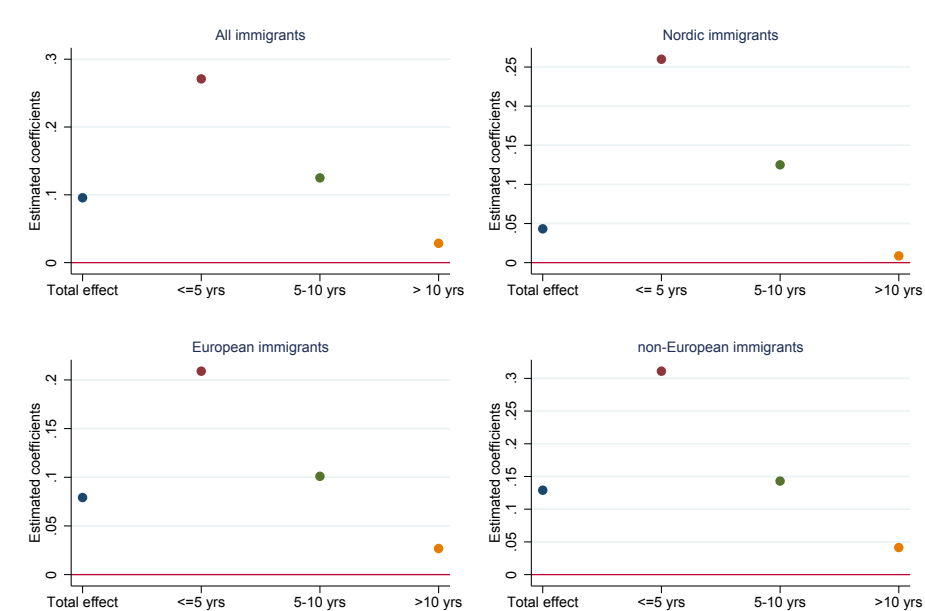 All immigrants
Estimated coefficients
.3
.2
.1
0
Total effect <=5 yrs 5-10 yrs > 10 yrs
Nordic immigrants
Estimated coefficients
.25
.2
.15
.1
.05
0
Total effect <= 5 yrs 5-10 yrs >10 yrs
European immigrants
Estimated coefficients
.2
.15
.1
.05
0
Total effect <=5 yrs 5-10 yrs >10 yrs
non-European immigrants
Estimated coefficients
.3
.25
.2
.15
.1
.05
0
Total effect <=5 yrs 5-10 yrs >10 yrs